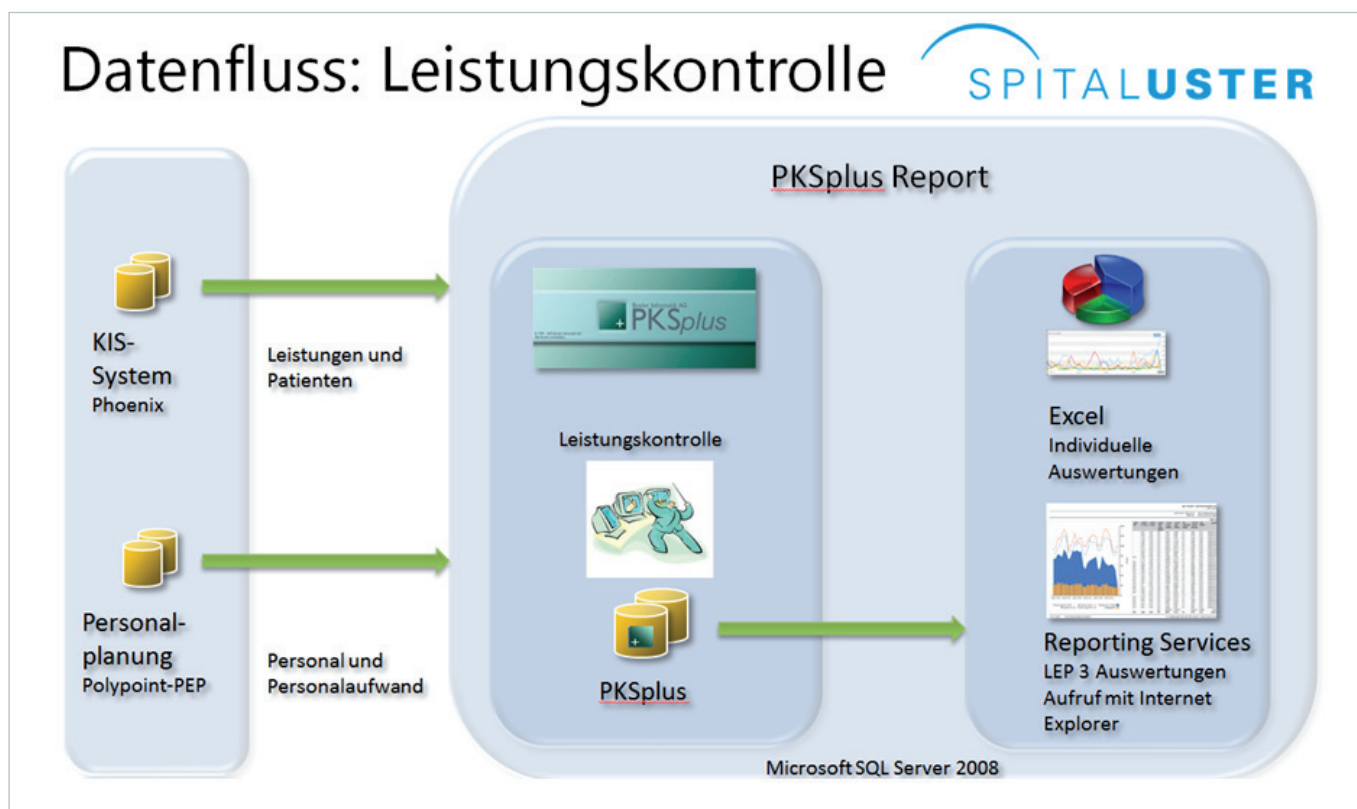 Datenfluss: Leistungskontrolle
SPITALUSTER
PKSplus Report
KIS-
System
Phoenix
Leistungen und
Patienten
Personal-
planung
Polypoint-PEP
Personal und
Personalaufwand
PKSplus
Leistungskontrolle
PKSplus
Excel
Individuelle
Auswertungen
Reporting Services
LEP 3 Auswertungen
Aufruf mit Internet
Explorer
Microsoft SQL Server 2008